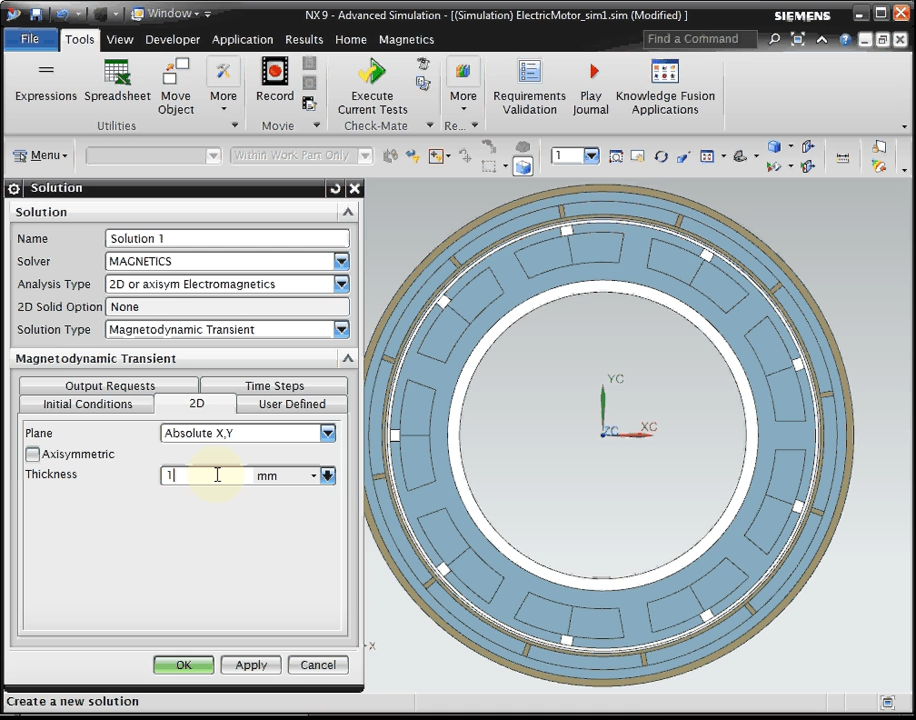 Window
NX 9 - Advanced Simulation - [(Simulation) ElectricMotor_sim1.sim (Modified) ]
SIEMENS
File
Tools
View
Developer
Application
Results
Home
Magnetics
Find a Command
Expressions
Spreadsheet
Move Object
More
Record
Execute Current Tests
More
Requirements Validation
Play Journal
Knowledge Fusion Applications
Utilities
Movie
Check-Mate
Re...
Menu
Within Work Part Only
1
Solution
Solution
Name
Solution 1
Solver
MAGNETICS
Analysis Type
2D or axisym Electromagnetics
2D Solid Option
None
Solution Type
Magnetodynamic Transient
Magnetodynamic Transient
Output Requests
Time Steps
Initial Conditions
2D
User Defined
Plane
Absolute X,Y
Axisymmetric
Thickness
1
mm
OK
Apply
Cancel
YC
XC
ZC
X
Create a new solution